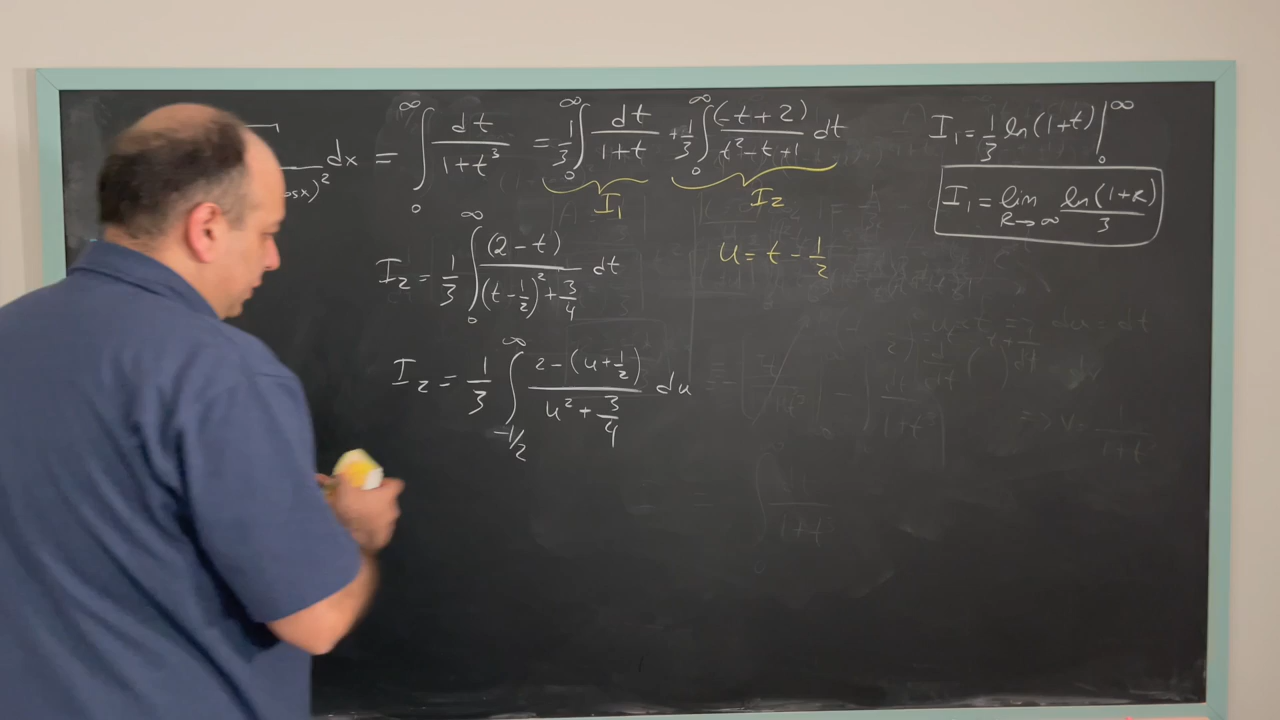 dx = ∫₀^∞ dt/(1+t³) = 1/3 ∫₀^∞ dt/(1+t) + 1/3 ∫₀^∞ (-t+2)/(t²-t+1) dt
osx)²
I₁
I₂
I₂ = 1/3 ∫₀^∞ (2-t)/((t-1/2)²+3/4) dt
u = t - 1/2
I₂ = 1/3 ∫_{-1/2}^∞ (2-(u+1/2))/(u²+3/4) du
I₁ = 1/3 ln(1+t)|₀^∞
I₁ = lim_{R→∞} ln(1+R)/3